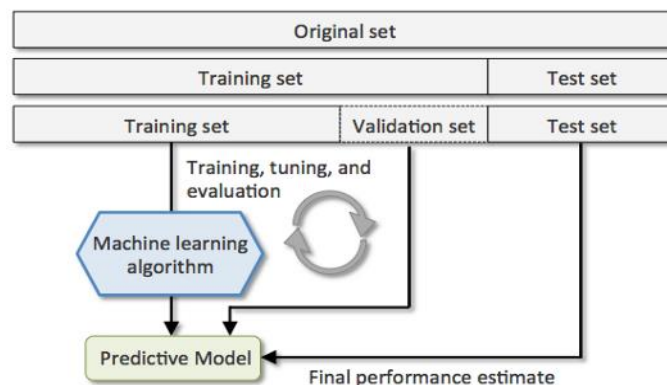 Original set
Training set
Test set
Training set
Validation set
Test set
Training, tuning, and
evaluation
Machine learning
algorithm
Predictive Model
Final performance estimate